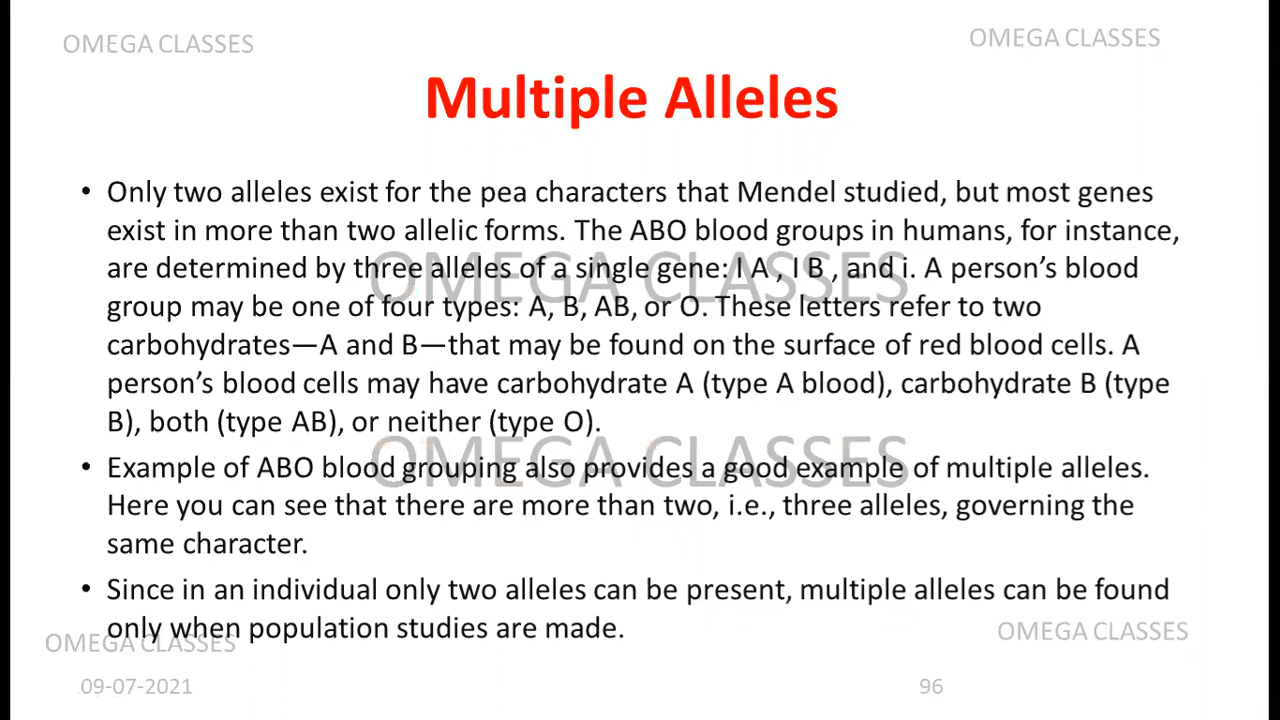 OMEGA CLASSES
OMEGA CLASSES
Multiple Alleles
• Only two alleles exist for the pea characters that Mendel studied, but most genes
exist in more than two allelic forms. The ABO blood groups in humans, for instance,
are determined by three alleles of a single gene: I A , I B , and i. A person’s blood
group may be one of four types: A, B, AB, or O. These letters refer to two
carbohydrates—A and B—that may be found on the surface of red blood cells. A
person’s blood cells may have carbohydrate A (type A blood), carbohydrate B (type
B), both (type AB), or neither (type O).
• Example of ABO blood grouping also provides a good example of multiple alleles.
Here you can see that there are more than two, i.e., three alleles, governing the
same character.
• Since in an individual only two alleles can be present, multiple alleles can be found
only when population studies are made.
OMEGA CLASSES
OMEGA CLASSES
OMEGA CLASSES
OMEGA CLASSES
09-07-2021
96